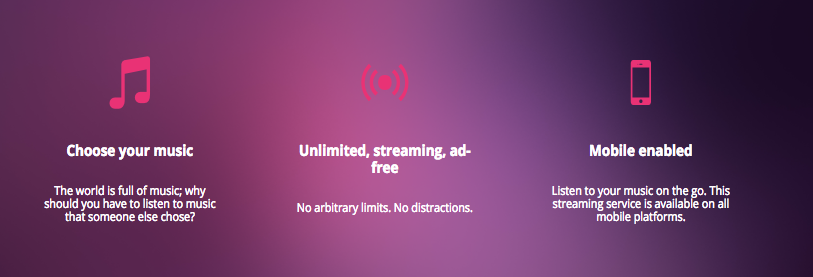 Choose your music
The world is full of music; why
should you have to listen to music
that someone else chose?
Unlimited, streaming, ad-
free
No arbitrary limits. No distractions.
Mobile enabled
Listen to your music on the go. This
streaming service is available on all
mobile platforms.